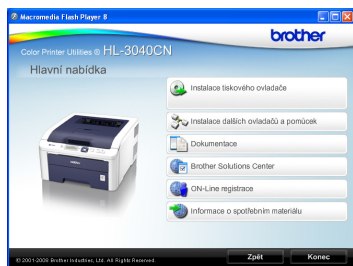 Macromedia Flash Player 8
brother
Color Printer Utilities ® HL-3040CN
Hlavní nabídka
Instalace tiskového ovladače
Instalace dalších ovladačů a pomůcek
Dokumentace
Brother Solutions Center
ON-Line registrace
Informace o spotřebním materiálu
© 2001-2008 Brother Industries, Ltd. All Rights Reserved.
Zpět
Konec